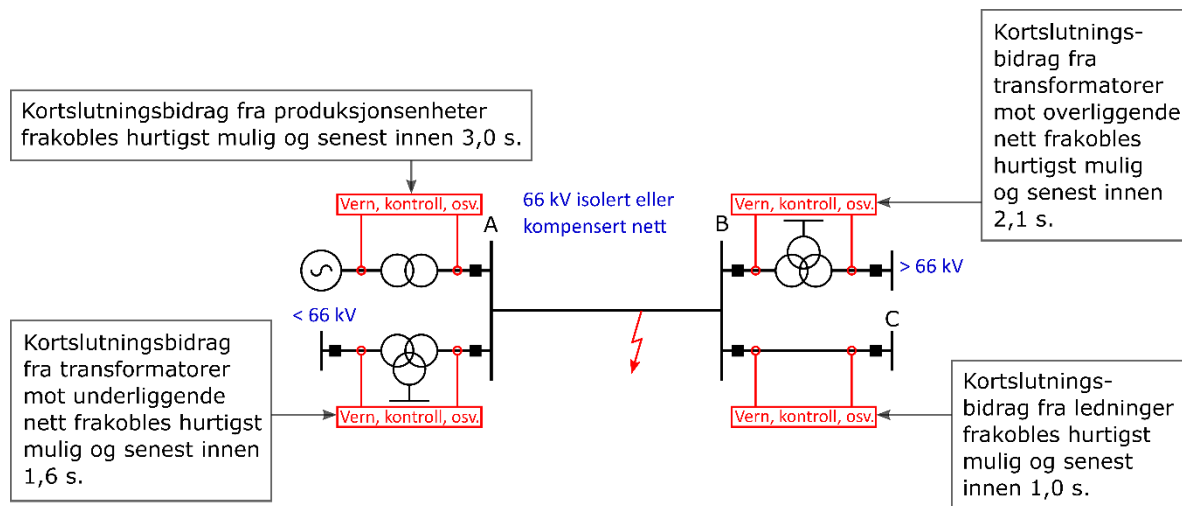 Kortslutningsbidrag fra produksjonsenheter
frakobles hurtigst mulig og senest innen 3,0 s.
Kortslutnings-
bidrag fra
transformatorer
mot overliggende
nett frakobles
hurtigst mulig
og senest innen
2,1 s.
Vern, kontroll, osv.
A
66 kV isolert eller
kompensert nett
B
Vern, kontroll, osv.
> 66 kV
< 66 kV
C
Kortslutningsbidrag
fra transformatorer
mot underliggende
nett frakobles hurtigst
mulig og senest innen
1,6 s.
Vern, kontroll, osv.
Vern, kontroll, osv.
Kortslutnings-
bidrag fra ledninger
frakobles hurtigst
mulig og senest
innen 1,0 s.